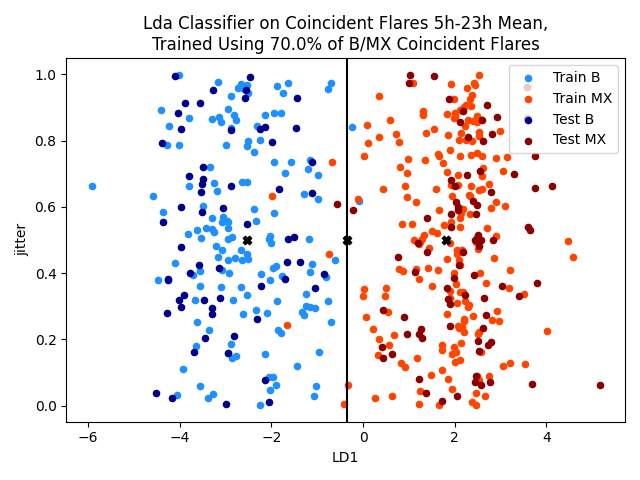 Lda Classifier on Coincident Flares 5h-23h Mean,
Trained Using 70.0% of B/MX Coincident Flares
Train B
Train MX
Test B
Test MX
jitter
1.0
0.8
0.6
0.4
0.2
0.0
−6
−4
−2
0
2
4
LD1